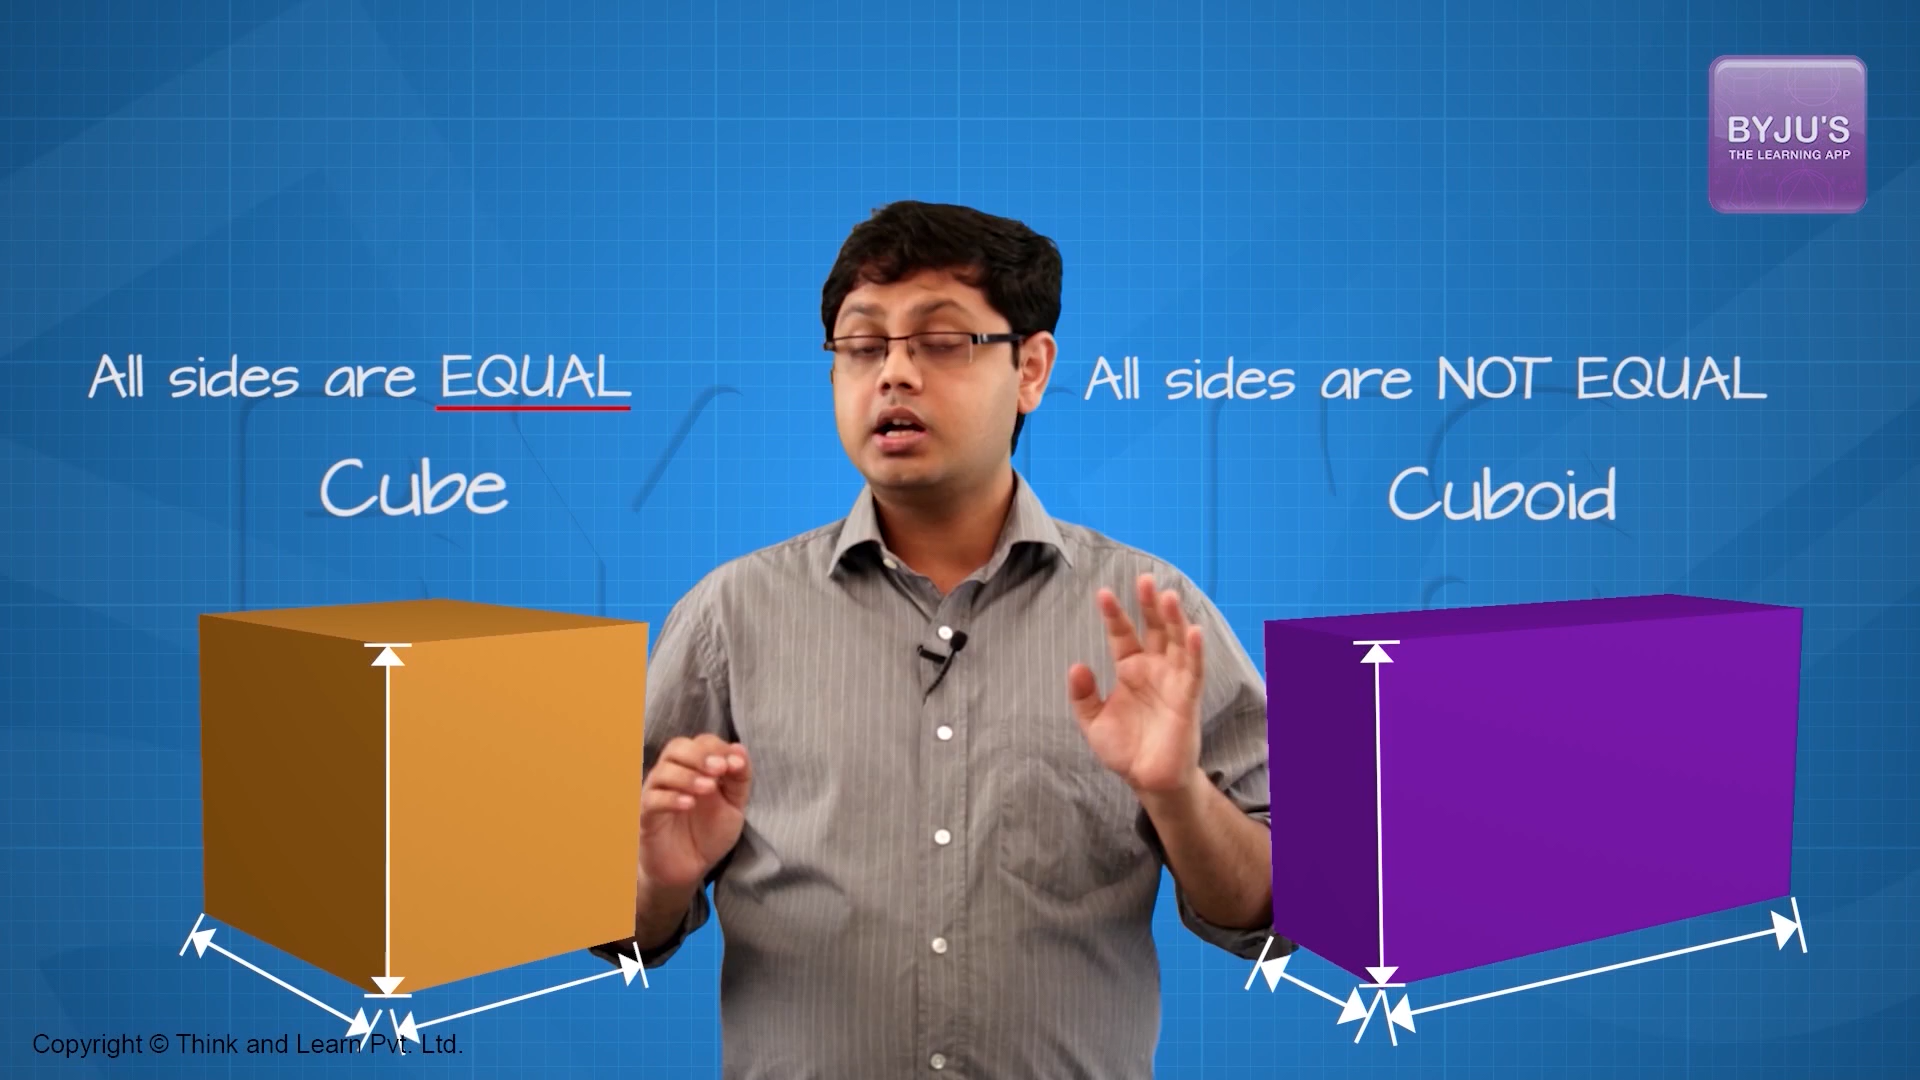 BYJU'S
THE LEARNING APP
All sides are EQUAL
Cube
All sides are NOT EQUAL
Cuboid
Copyright © Think and Learn Pvt. Ltd.